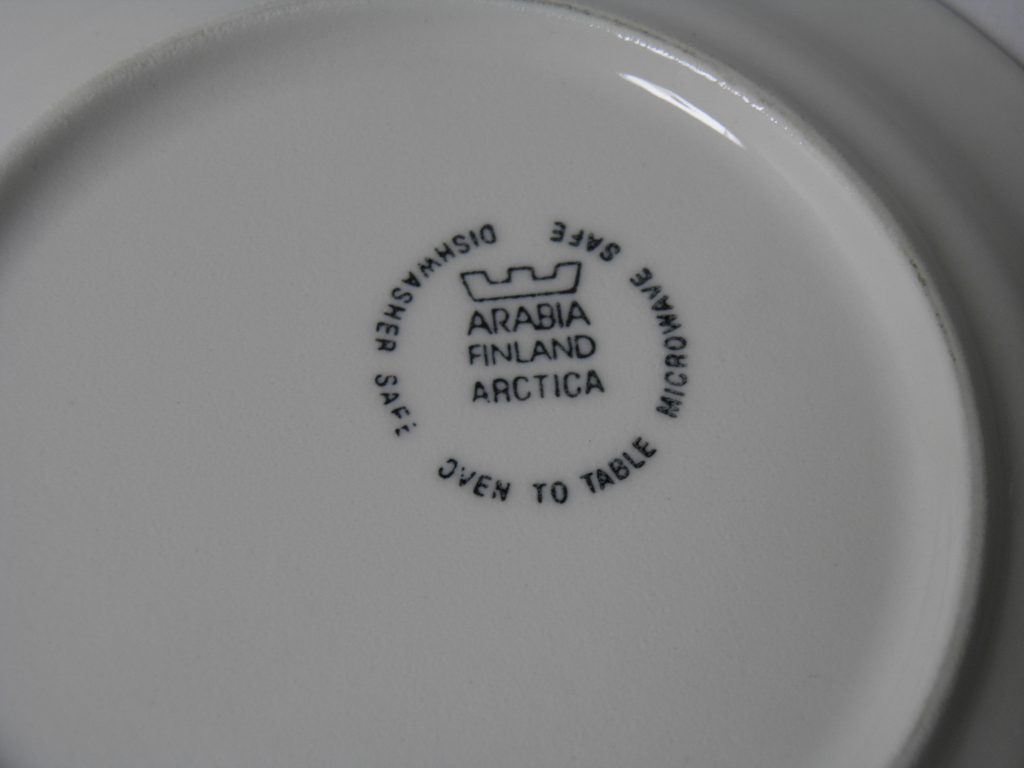 ARABIA
FINLAND
ARCTICA
DISHWASHER SAFE
OVEN TO TABLE
MICROWAVE SAFE